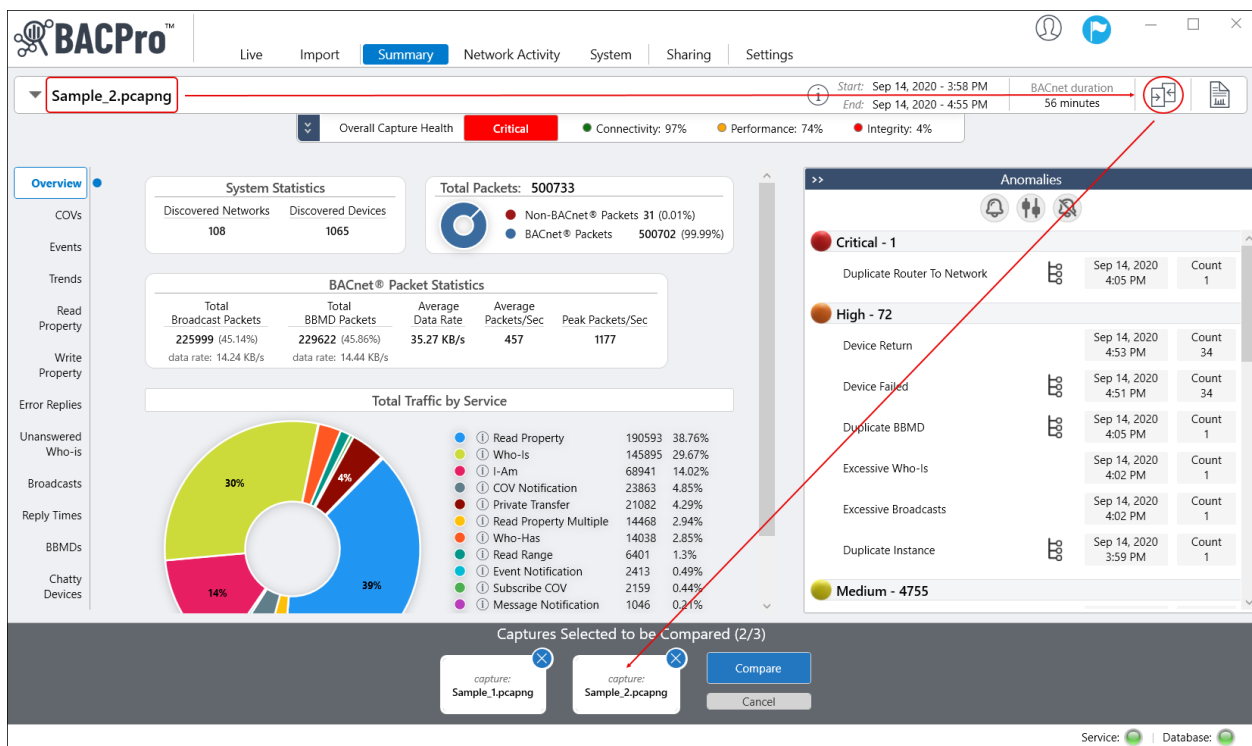 BACPro™
Live Import Summary Network Activity System Sharing Settings
Sample_2.pcapng
Start: Sep 14, 2020 - 3:58 PM
End: Sep 14, 2020 - 4:55 PM
BACnet duration
56 minutes
Overall Capture Health Critical Connectivity: 97% Performance: 74% Integrity: 4%
Overview
COVs
Events
Trends
Read
Property
Write
Property
Error Replies
Unanswered
Who-is
Broadcasts
Reply Times
BBMDs
Chatty
Devices
System Statistics
Discovered Networks Discovered Devices
108 1065
Total Packets: 500733
Non-BACnet® Packets 31 (0.01%)
BACnet® Packets 500702 (99.99%)
BACnet® Packet Statistics
Total Total Average Average
Broadcast Packets BBMD Packets Data Rate Packets/Sec Peak Packets/Sec
225999 (45.14%) 229622 (45.86%) 35.27 KB/s 457 1177
data rate: 14.24 KB/s data rate: 14.44 KB/s
Total Traffic by Service
30%
4%
14%
39%
Read Property 190593 38.76%
Who-Is 145895 29.67%
I-Am 68941 14.02%
COV Notification 23863 4.85%
Private Transfer 21082 4.29%
Read Property Multiple 14468 2.94%
Who-Has 14038 2.85%
Read Range 6401 1.3%
Event Notification 2413 0.49%
Subscribe COV 2159 0.44%
Message Notification 1046 0.21%
>> Anomalies
Critical - 1
Duplicate Router To Network Sep 14, 2020 Count
4:05 PM 1
High - 72
Device Return Sep 14, 2020 Count
4:53 PM 34
Device Failed Sep 14, 2020 Count
4:51 PM 34
Duplicate BBMD Sep 14, 2020 Count
4:05 PM 1
Excessive Who-Is Sep 14, 2020 Count
4:02 PM 1
Excessive Broadcasts Sep 14, 2020 Count
4:02 PM 1
Duplicate Instance Sep 14, 2020 Count
3:59 PM 1
Medium - 4755
Captures Selected to be Compared (2/3)
capture:
Sample_1.pcapng
capture:
Sample_2.pcapng
Compare
Cancel
Service: Database: